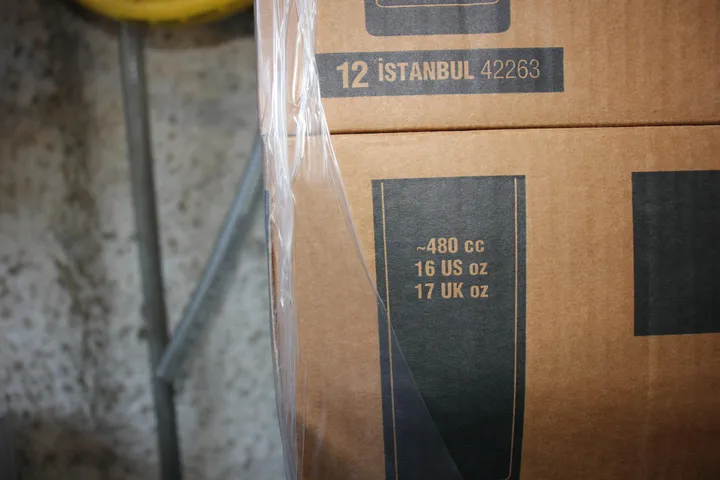 12 İSTANBUL 42263
~480 cc
16 US oz
17 UK oz